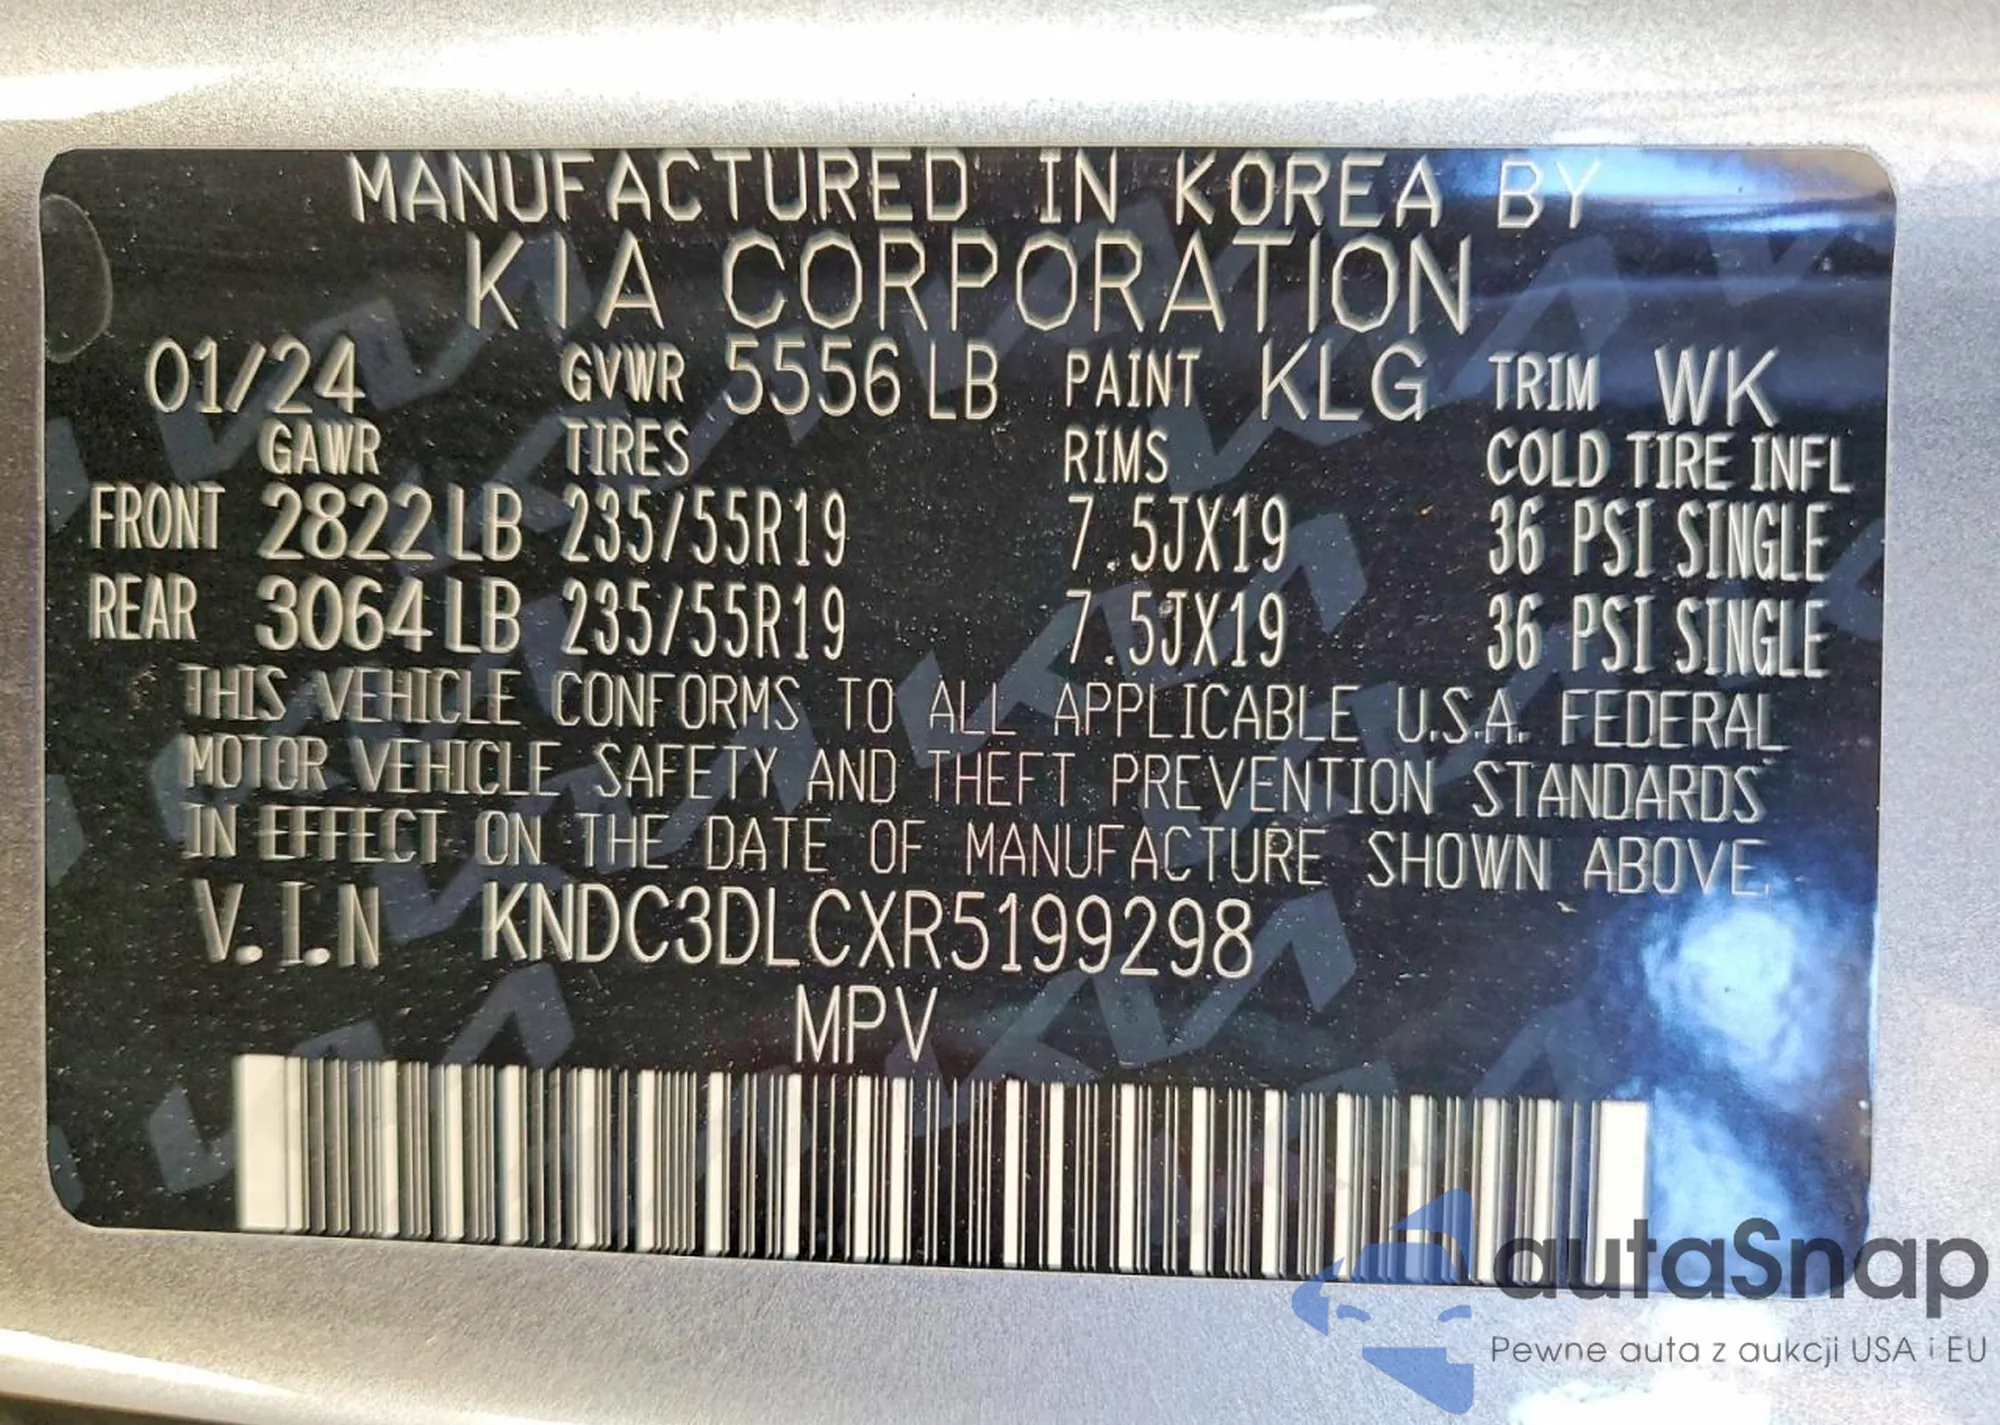 MANUFACTURED IN KOREA BY
KIA CORPORATION
01/24 GVWR 5556 LB PAINT KLG TRIM WK
GAWR TIRES RIMS COLD TIRE INFL
FRONT 2822 LB 235/55R19 7.5JX19 36 PSI SINGLE
REAR 3064 LB 235/55R19 7.5JX19 36 PSI SINGLE
THIS VEHICLE CONFORMS TO ALL APPLICABLE U.S.A. FEDERAL
MOTOR VEHICLE SAFETY AND THEFT PREVENTION STANDARDS
IN EFFECT ON THE DATE OF MANUFACTURE SHOWN ABOVE.
V.I.N KNDC3DLCXR5199298
MPV
autaSnap
Pewne auta z aukcji USA i EU